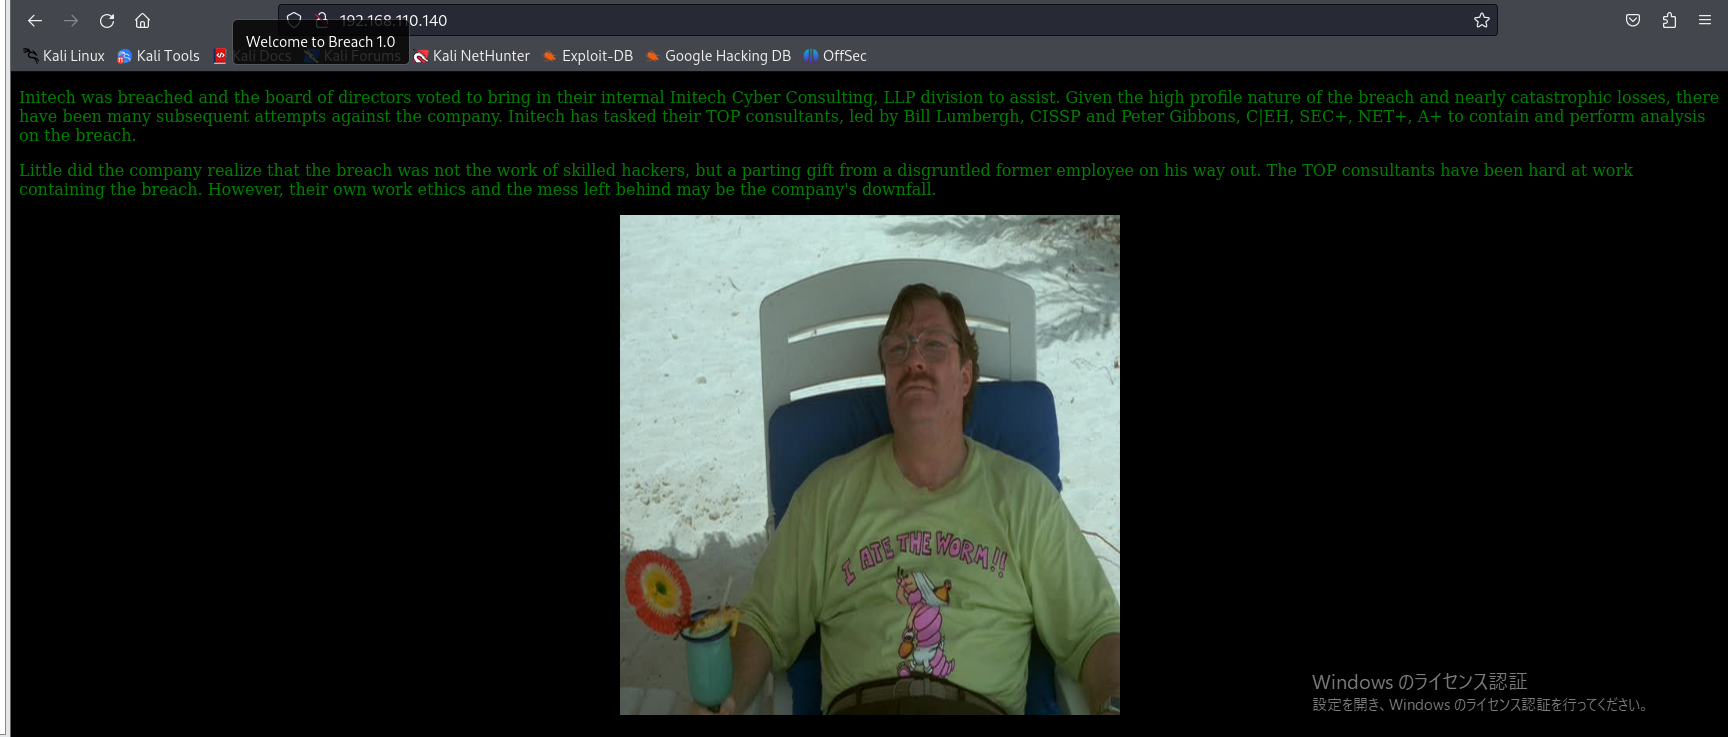 192.168.110.140
Welcome to Breach 1.0
Kali Linux Kali Tools Kali Docs Kali Forums Kali NetHunter Exploit-DB Google Hacking DB OffSec
Initech was breached and the board of directors voted to bring in their internal Initech Cyber Consulting, LLP division to assist. Given the high profile nature of the breach and nearly catastrophic losses, there
have been many subsequent attempts against the company. Initech has tasked their TOP consultants, led by Bill Lumbergh, CISSP and Peter Gibbons, C|EH, SEC+, NET+, A+ to contain and perform analysis
on the breach.
Little did the company realize that the breach was not the work of skilled hackers, but a parting gift from a disgruntled former employee on his way out. The TOP consultants have been hard at work
containing the breach. However, their own work ethics and the mess left behind may be the company's downfall.
I ATE THE WORM!!
Windows のライセンス認証
設定を開き、Windows のライセンス認証を行ってください。